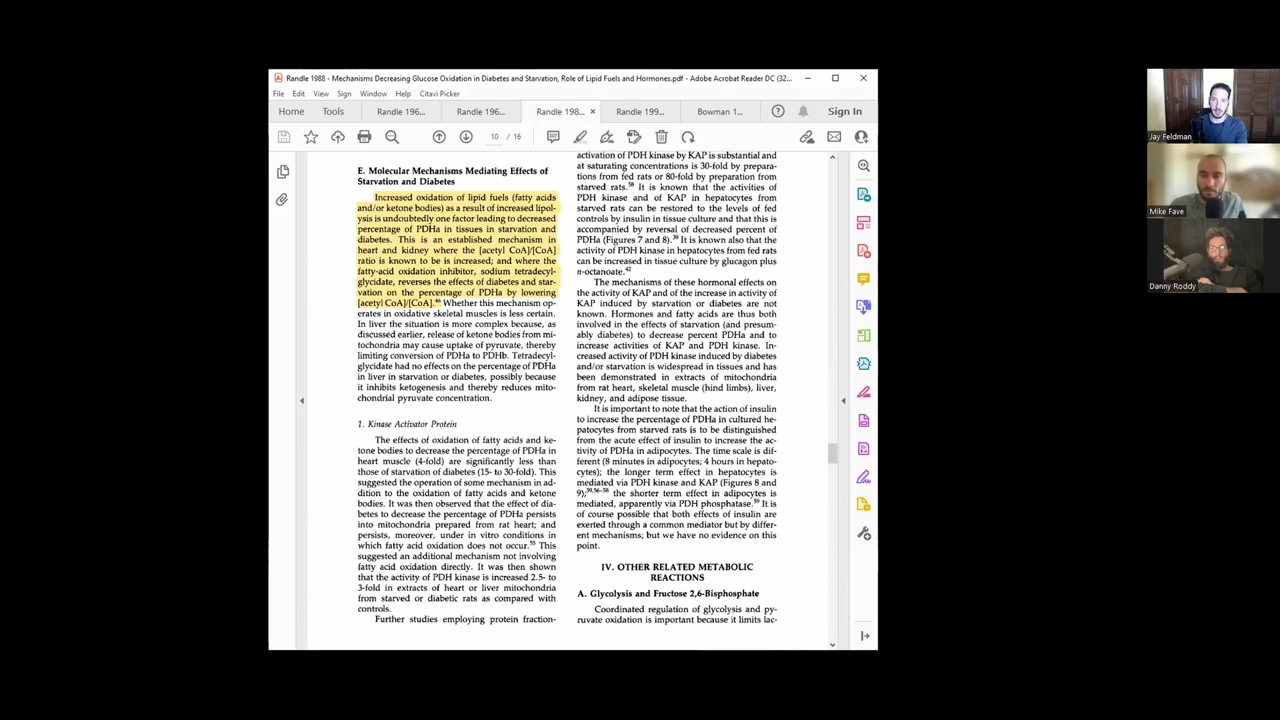 Randle 1988 - Mechanisms Decreasing Glucose Oxidation in Diabetes and Starvation, Role of Lipid Fuels and Hormones.pdf - Adobe Acrobat Reader DC (32...
File Edit View Sign Window Help Citavi Picker
Home Tools Randle 196... Randle 196... Randle 198... × Randle 199... Bowman 1... Sign In
10 / 16
E. Molecular Mechanisms Mediating Effects of
Starvation and Diabetes
Increased oxidation of lipid fuels (fatty acids
and/or ketone bodies) as a result of increased lipol-
ysis is undoubtedly one factor leading to decreased
percentage of PDHa in tissues in starvation and
diabetes. This is an established mechanism in
heart and kidney where the [acetyl CoA]/[CoA]
ratio is known to be is increased; and where the
fatty-acid oxidation inhibitor, sodium tetradecyl-
glycidate, reverses the effects of diabetes and star-
vation on the percentage of PDHa by lowering
[acetyl CoA]/[CoA].46 Whether this mechanism op-
erates in oxidative skeletal muscles is less certain.
In liver the situation is more complex because, as
discussed earlier, release of ketone bodies from mi-
tochondria may cause uptake of pyruvate, thereby
limiting conversion of PDHa to PDHb. Tetradecyl-
glycidate had no effects on the percentage of PDHa
in liver in starvation or diabetes, possibly because
it inhibits ketogenesis and thereby reduces mito-
chondrial pyruvate concentration.
1. Kinase Activator Protein
The effects of oxidation of fatty acids and ke-
tone bodies to decrease the percentage of PDHa in
heart muscle (4-fold) are significantly less than
those of starvation of diabetes (15- to 30-fold). This
suggested the operation of some mechanism in ad-
dition to the oxidation of fatty acids and ketone
bodies. It was then observed that the effect of dia-
betes to decrease the percentage of PDHa persists
into mitochondria prepared from rat heart; and
persists, moreover, under in vitro conditions in
which fatty acid oxidation does not occur.55 This
suggested an additional mechanism not involving
fatty acid oxidation directly. It was then shown
that the activity of PDH kinase is increased 2.5- to
3-fold in extracts of heart or liver mitochondria
from starved or diabetic rats as compared with
controls.
Further studies employing protein fraction-
activation of PDH kinase by KAP is substantial and
at saturating concentrations is 30-fold by prepara-
tions from fed rats or 80-fold by preparation from
starved rats.58 It is known that the activities of
PDH kinase and of KAP in hepatocytes from
starved rats can be restored to the levels of fed
controls by insulin in tissue culture and that this is
accompanied by reversal of decreased percent of
PDHa (Figures 7 and 8).39 It is known also that the
activity of PDH kinase in hepatocytes from fed rats
can be increased in tissue culture by glucagon plus
n-octanoate.42
The mechanisms of these hormonal effects on
the activity of KAP and of the increase in activity of
KAP induced by starvation or diabetes are not
known. Hormones and fatty acids are thus both
involved in the effects of starvation (and presum-
ably diabetes) to decrease percent PDHa and to
increase activities of KAP and PDH kinase. In-
creased activity of PDH kinase induced by diabetes
and/or starvation is widespread in tissues and has
been demonstrated in extracts of mitochondria
from rat heart, skeletal muscle (hind limbs), liver,
kidney, and adipose tissue.
It is important to note that the action of insulin
to increase the percentage of PDHa in cultured he-
patocytes from starved rats is to be distinguished
from the acute effect of insulin to increase the ac-
tivity of PDHa in adipocytes. The time scale is dif-
ferent (8 minutes in adipocytes; 4 hours in hepato-
cytes); the longer term effect in hepatocytes is
mediated via PDH kinase and KAP (Figures 8 and
9);39,56-58 the shorter term effect in adipocytes is
mediated, apparently via PDH phosphatase.59 It is
of course possible that both effects of insulin are
exerted through a common mediator but by differ-
ent mechanisms; but we have no evidence on this
point.
IV. OTHER RELATED METABOLIC
REACTIONS
A. Glycolysis and Fructose 2,6-Bisphosphate
Coordinated regulation of glycolysis and py-
ruvate oxidation is important because it limits lac-
Jay Feldman
Mike Fave
Danny Roddy